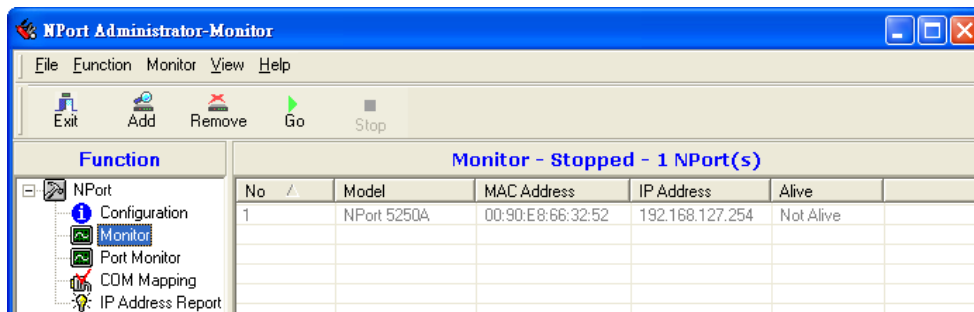 NPort Administrator-Monitor
File Function Monitor View Help
Exit Add Remove Go Stop
Function
Monitor - Stopped - 1 NPort(s)
NPort
Configuration
Monitor
Port Monitor
COM Mapping
IP Address Report
No Model MAC Address IP Address Alive
1 NPort 5250A 00:90:E8:66:32:52 192.168.127.254 Not Alive